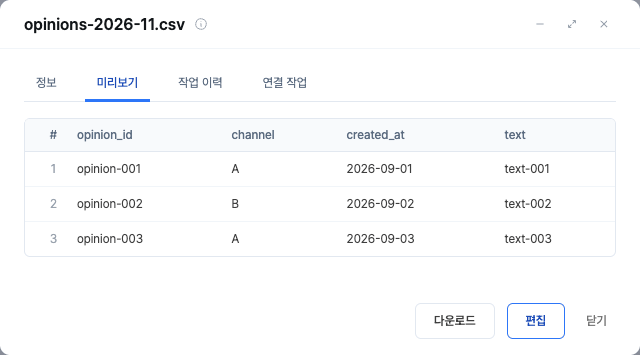 opinions-2026-11.csv
정보 미리보기 작업 이력 연결 작업
# opinion_id channel created_at text
1 opinion-001 A 2026-09-01 text-001
2 opinion-002 B 2026-09-02 text-002
3 opinion-003 A 2026-09-03 text-003
다운로드 편집 닫기